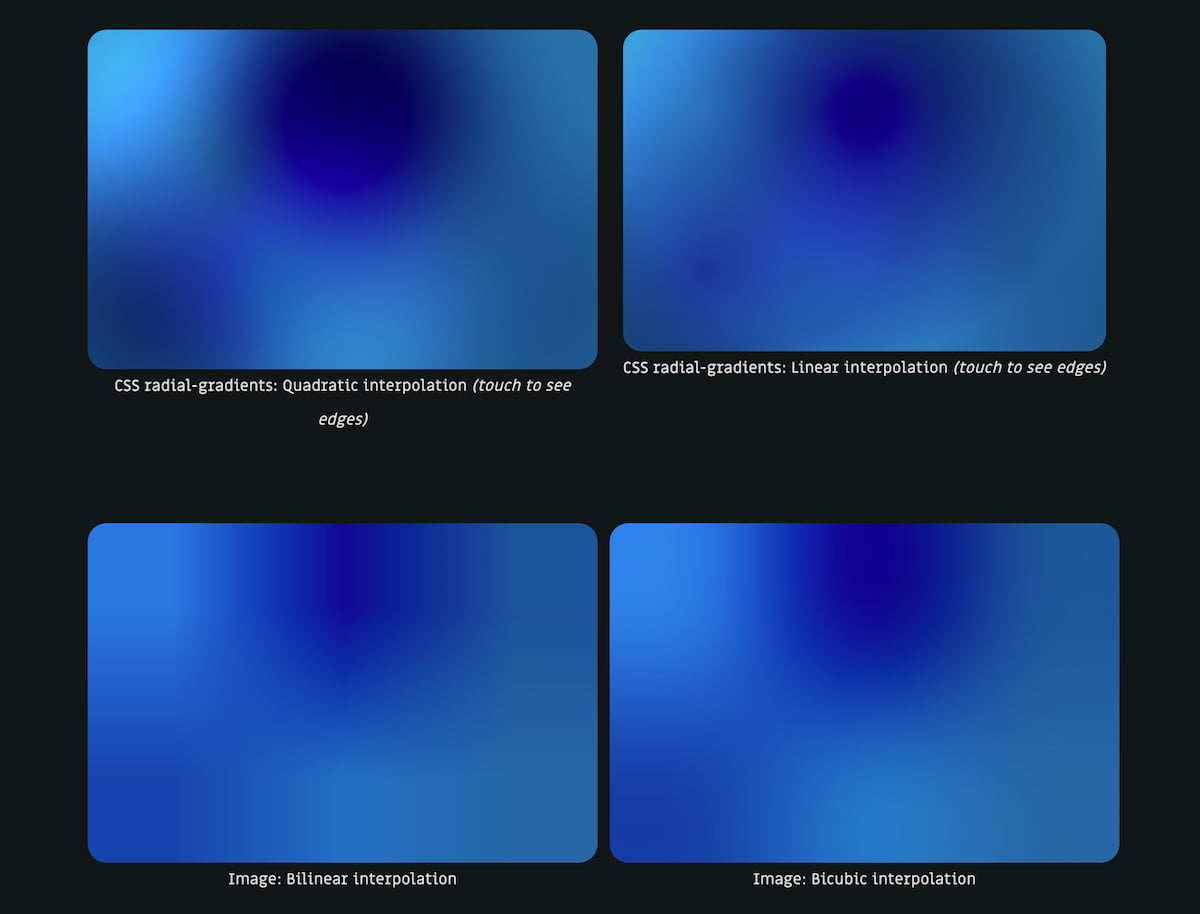 CSS radial-gradients: Quadratic interpolation (touch to see
edges)
CSS radial-gradients: Linear interpolation (touch to see edges)
Image: Bilinear interpolation
Image: Bicubic interpolation